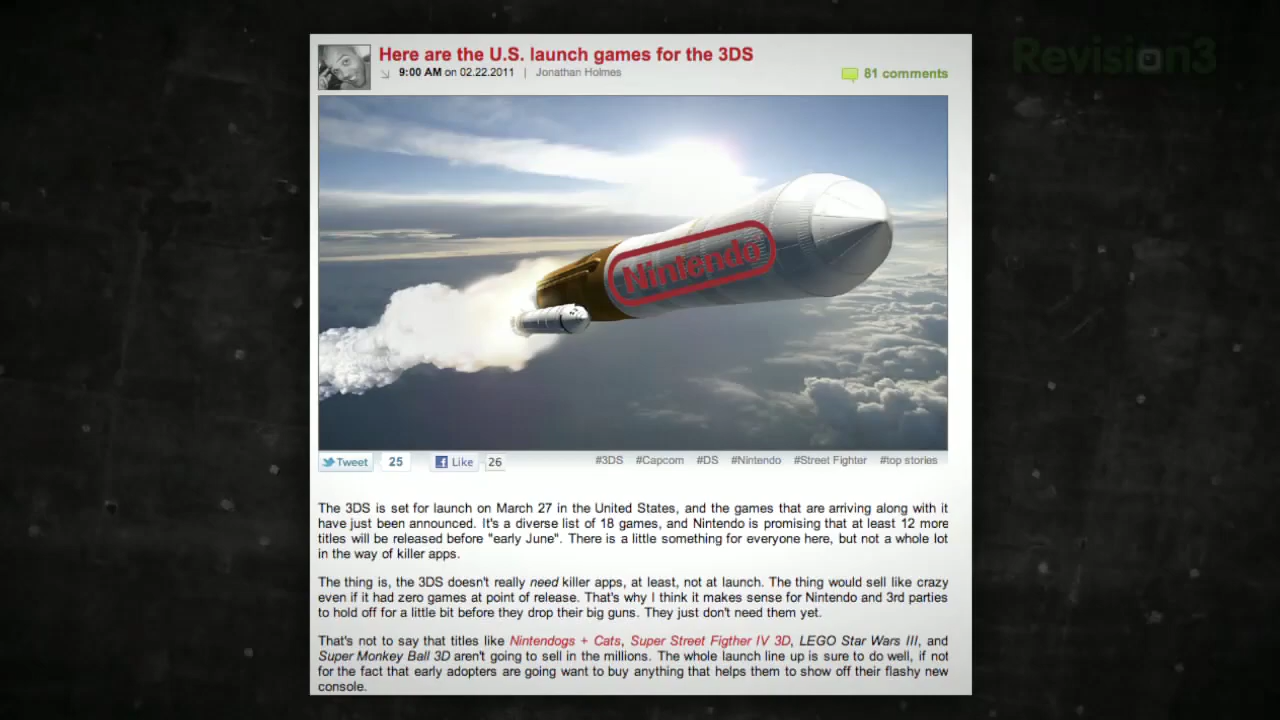 Revision3
Here are the U.S. launch games for the 3DS
9:00 AM on 02.22.2011 | Jonathan Holmes
81 comments
Nintendo
Tweet 25 Like 26 #3DS #Capcom #DS #Nintendo #Street Fighter #top stories
The 3DS is set for launch on March 27 in the United States, and the games that are arriving along with it
have just been announced. It's a diverse list of 18 games, and Nintendo is promising that at least 12 more
titles will be released before "early June". There is a little something for everyone here, but not a whole lot
in the way of killer apps.
The thing is, the 3DS doesn't really need killer apps, at least, not at launch. The thing would sell like crazy
even if it had zero games at point of release. That's why I think it makes sense for Nintendo and 3rd parties
to hold off for a little bit before they drop their big guns. They just don't need them yet.
That's not to say that titles like Nintendogs + Cats, Super Street Figther IV 3D, LEGO Star Wars III, and
Super Monkey Ball 3D aren't going to sell in the millions. The whole launch line up is sure to do well, if not
for the fact that early adopters are going want to buy anything that helps them to show off their flashy new
console.